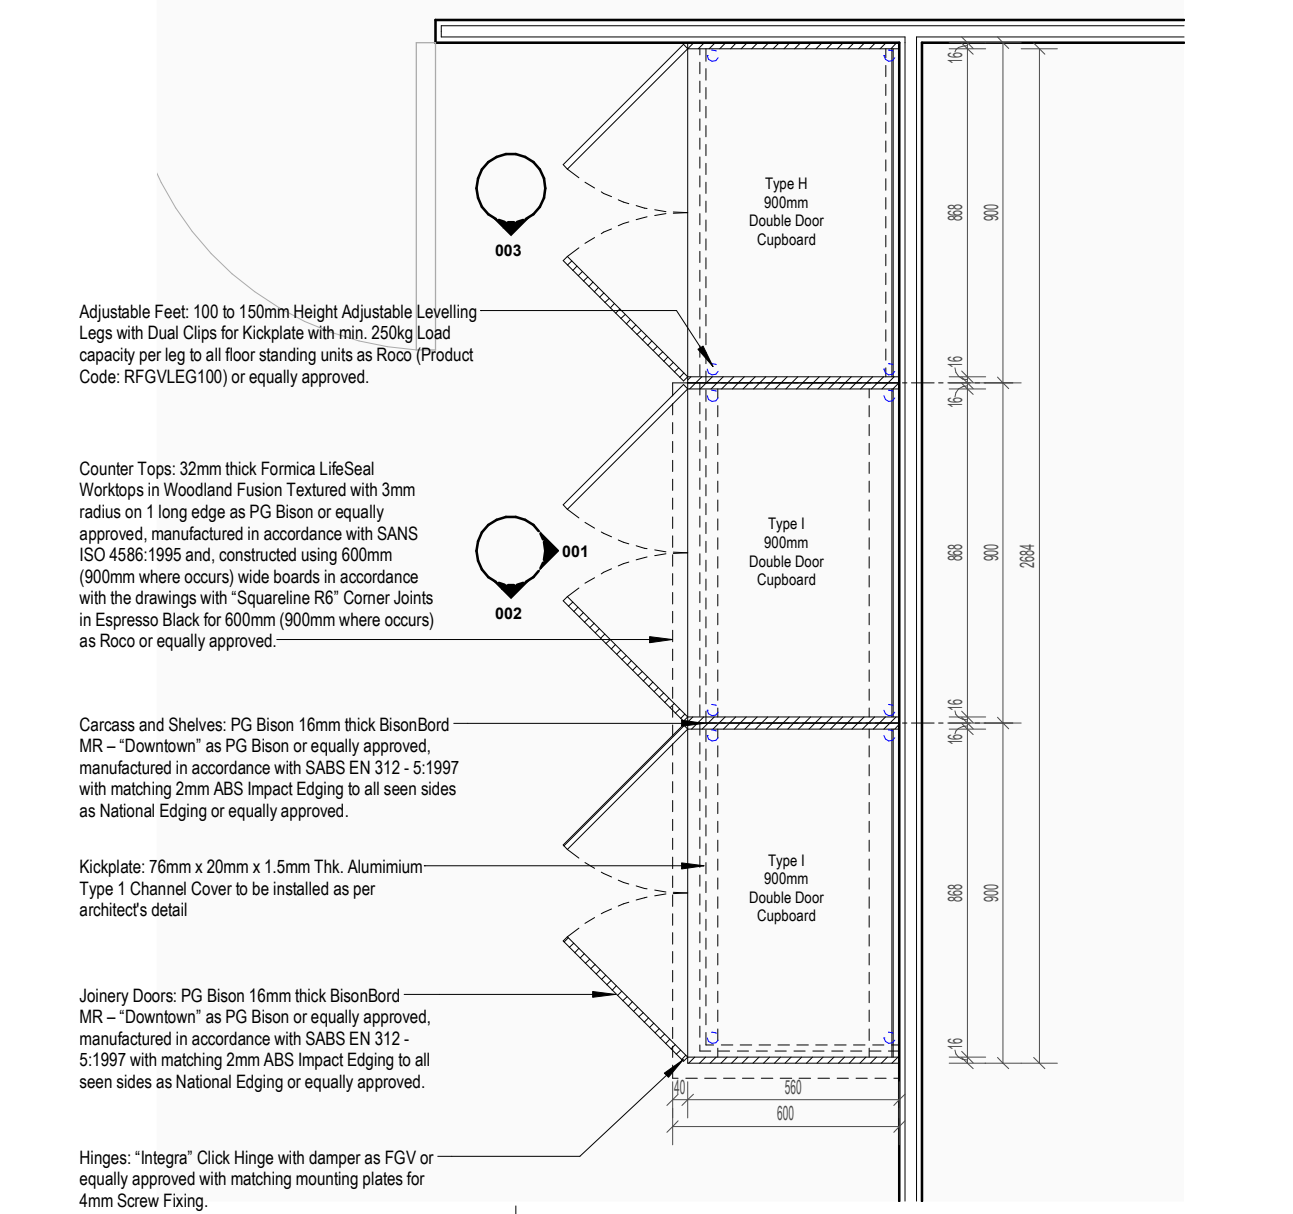 16
Type H
900mm
Double Door
Cupboard
868
900
003
Adjustable Feet: 100 to 150mm Height Adjustable Levelling
Legs with Dual Clips for Kickplate with min. 250kg Load
capacity per leg to all floor standing units as Roco (Product
Code: RFGVLEG100) or equally approved.
16
16
Counter Tops: 32mm thick Formica LifeSeal
Worktops in Woodland Fusion Textured with 3mm
radius on 1 long edge as PG Bison or equally
approved, manufactured in accordance with SANS
ISO 4586:1995 and, constructed using 600mm
(900mm where occurs) wide boards in accordance
with the drawings with “Squareline R6” Corner Joints
in Espresso Black for 600mm (900mm where occurs)
as Roco or equally approved.
001
002
Type I
900mm
Double Door
Cupboard
868
900
2684
16
16
Carcass and Shelves: PG Bison 16mm thick BisonBord
MR – “Downtown” as PG Bison or equally approved,
manufactured in accordance with SABS EN 312 - 5:1997
with matching 2mm ABS Impact Edging to all seen sides
as National Edging or equally approved.
Kickplate: 76mm x 20mm x 1.5mm Thk. Alumimium
Type 1 Channel Cover to be installed as per
architect's detail
Type I
900mm
Double Door
Cupboard
868
900
Joinery Doors: PG Bison 16mm thick BisonBord
MR – “Downtown” as PG Bison or equally approved,
manufactured in accordance with SABS EN 312 -
5:1997 with matching 2mm ABS Impact Edging to all
seen sides as National Edging or equally approved.
16
40
560
600
Hinges: “Integra” Click Hinge with damper as FGV or
equally approved with matching mounting plates for
4mm Screw Fixing.